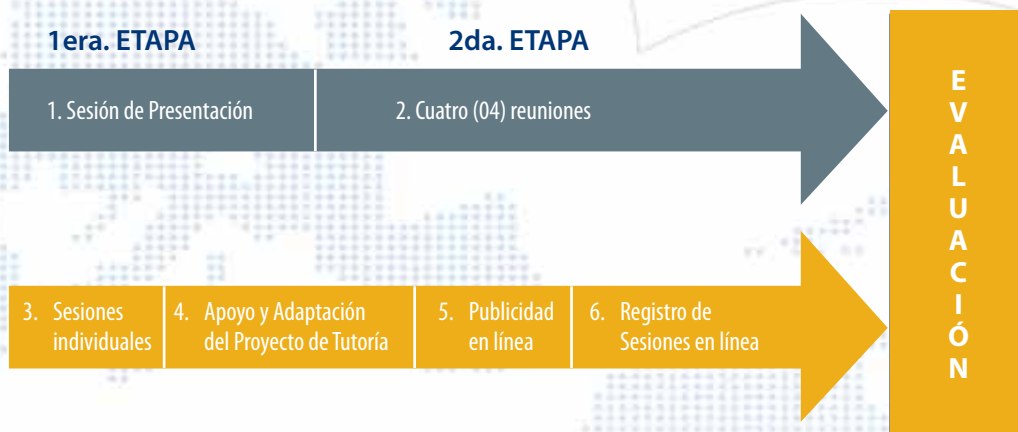 1era. ETAPA
2da. ETAPA
1. Sesión de Presentación
2. Cuatro (04) reuniones
3. Sesiones
individuales
4. Apoyo y Adaptación
del Proyecto de Tutoría
5. Publicidad
en línea
6. Registro de
Sesiones en línea
E
V
A
L
U
A
C
I
Ó
N